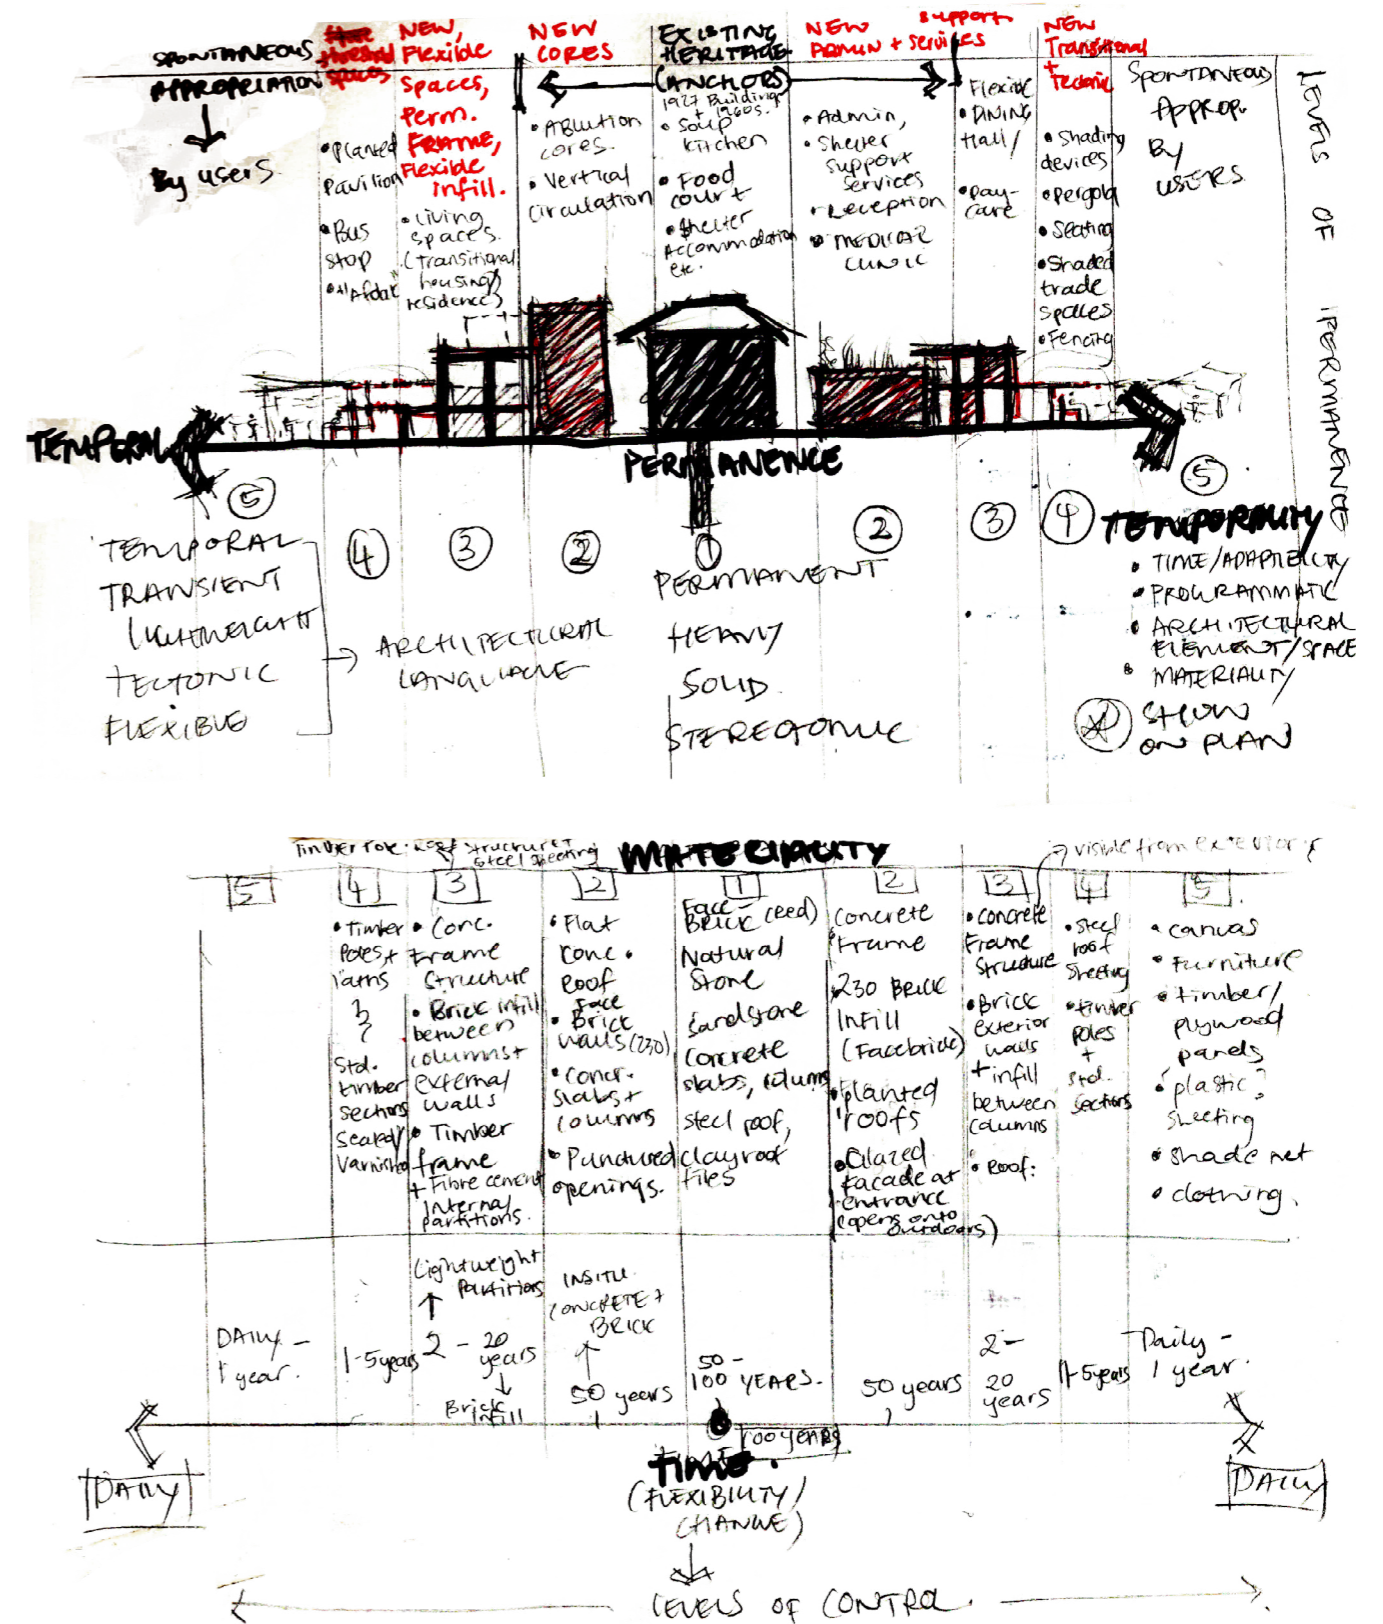 SPONTANEOUS
APPROPRIATION
By users
spaces
• Planted
Pavilion
• Bus
stop
NEW,
Flexible
Spaces,
Perm.
FRAME,
Flexible
infill.
• Living
spaces.
(Transitional
housing,
residence)
NEW
CORES
• Ablution
cores.
• Vertical
Circulation
EXISTING
HERITAGE
(ANCHORS)
1927 Building
+ 1960s.
• Soup
kitchen
• Food
court
• Shelter
Accommodation
etc.
NEW
ADMIN + Services
• Admin,
• Shelter
support
services
• Reception
• MEDICAL
CLINIC
support
Flexible
• DINING
Hall/
• Day-
care
NEW
Transitional
+
Tectonic
• Shading
devices
• Pergola
• Seating
• Shaded
trade
spaces
• Fencing
SPONTANEOUS
APPROP.
By
USERS
LEVELS OF PERMANENCE
TEMPERAL
PERMANENCE
5
4
3
2
1
2
3
4
5
TEMPORAL
TRANSIENT
LIGHTWEIGHT
TECTONIC
FLEXIBLE
ARCHITECTURAL
LANGUAGE
PERMANENT
HEAVY
SOLID
STEREOTOMIC
TEMPORALITY
• TIME/ADAPTABILITY
• PROGRAMMATIC
• ARCHITECTURAL
ELEMENT/SPACE
• MATERIALITY
SHOW
ON PLAN
Timber pole. Roof structure +
steel sheeting
MATERIALITY
→ visible from exterior
5
4
3
2
1
2
3
4
5
• Timber
Poles +
Std.
timber
sections
sealed/
varnished
• Conc.
Frame
structure
• Brick infill
between
columns +
external
walls
• Timber
frame
+ Fibre cement
internal
partitions.
• Flat
conc.
Roof
• Face
Brick
walls (230)
• Concr.
slabs +
columns
• Punctured
openings.
Face-
BRICK (Red)
Natural
Stone
Sandstone
Concrete
slabs, column
steel roof,
clay roof
tiles
Concrete
Frame
230 BRICK
INfill
(Facebrick)
• planted
roofs
• Glazed
facade at
entrance
(opens onto
outdoors)
• concrete
Frame
Structure
• Brick
exterior
walls
+ infill
between
columns
• Roof:
• Steel
roof
sheeting
• timber
poles
+
std.
sections
• canvas
• furniture
• timber/
plywood
panels
• plastic
sheeting
• Shade net
• clothing.
DAILY –
1 year.
1-5 years
Lightweight
Partitions
2 – 20
years
Brick
infill
INSITU
CONCRETE +
BRICK
50 years
50 –
100 YEARS.
50 years
2 –
20
years
1-5 years
Daily –
1 year.
100 years
DAILY
TIME.
(FLEXIBILITY/
CHANGE)
DAILY
LEVELS OF CONTROL.